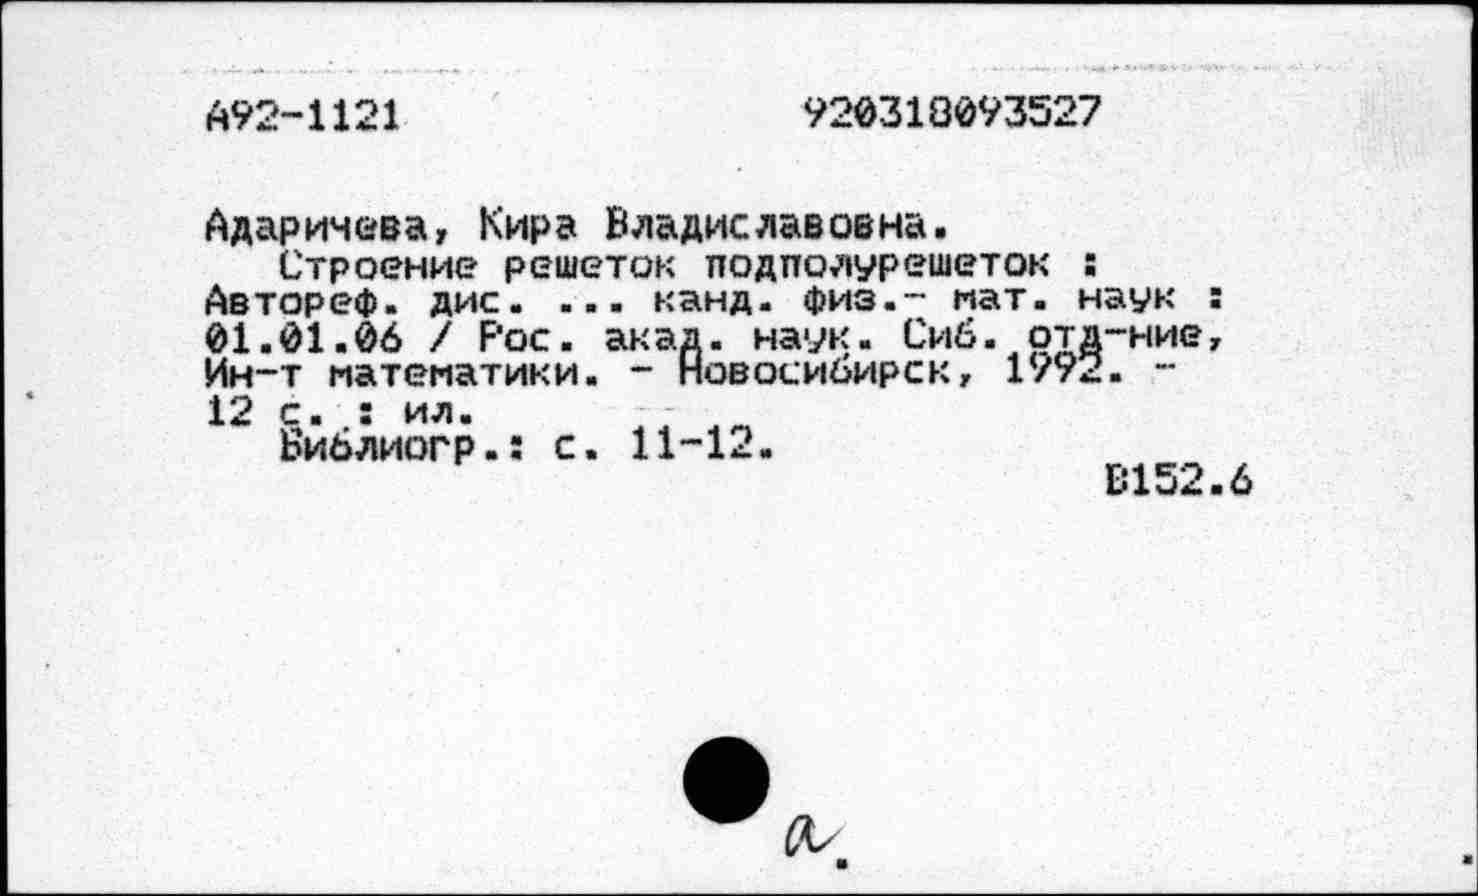 А92-1121 920318093527
Адаричева, Кира Владиславовна.
Строение решеток подполурешеток :
Автореф. дис. ... канд. физ.- мат. наук :
01.01.06 / Рос. акад. наук. Сиб. отд-ние,
Ин-т математики. - Новосибирск, 1992. -
12 с. : ил.
Библиогр.: с. 11-12.
В152.6
а.